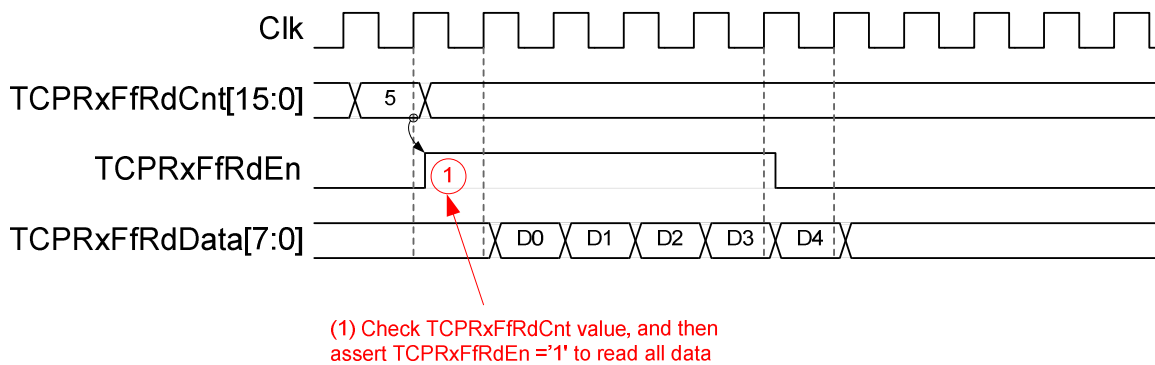 Clk
TCPRxFfRdCnt[15:0]
5
TCPRxFfRdEn
1
TCPRxFfRdData[7:0]
D0 D1 D2 D3 D4
(1) Check TCPRxFfRdCnt value, and then
assert TCPRxFfRdEn ='1' to read all data